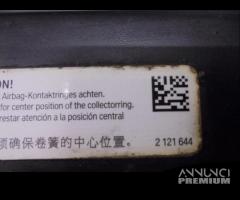 ON!
Airbag-Kontaktringes achten.
for center position of the collectorring.
restar atención a la posición central
须确保卷簧的中心位置。
2 121 644
ANNUNCI
PREMIUM